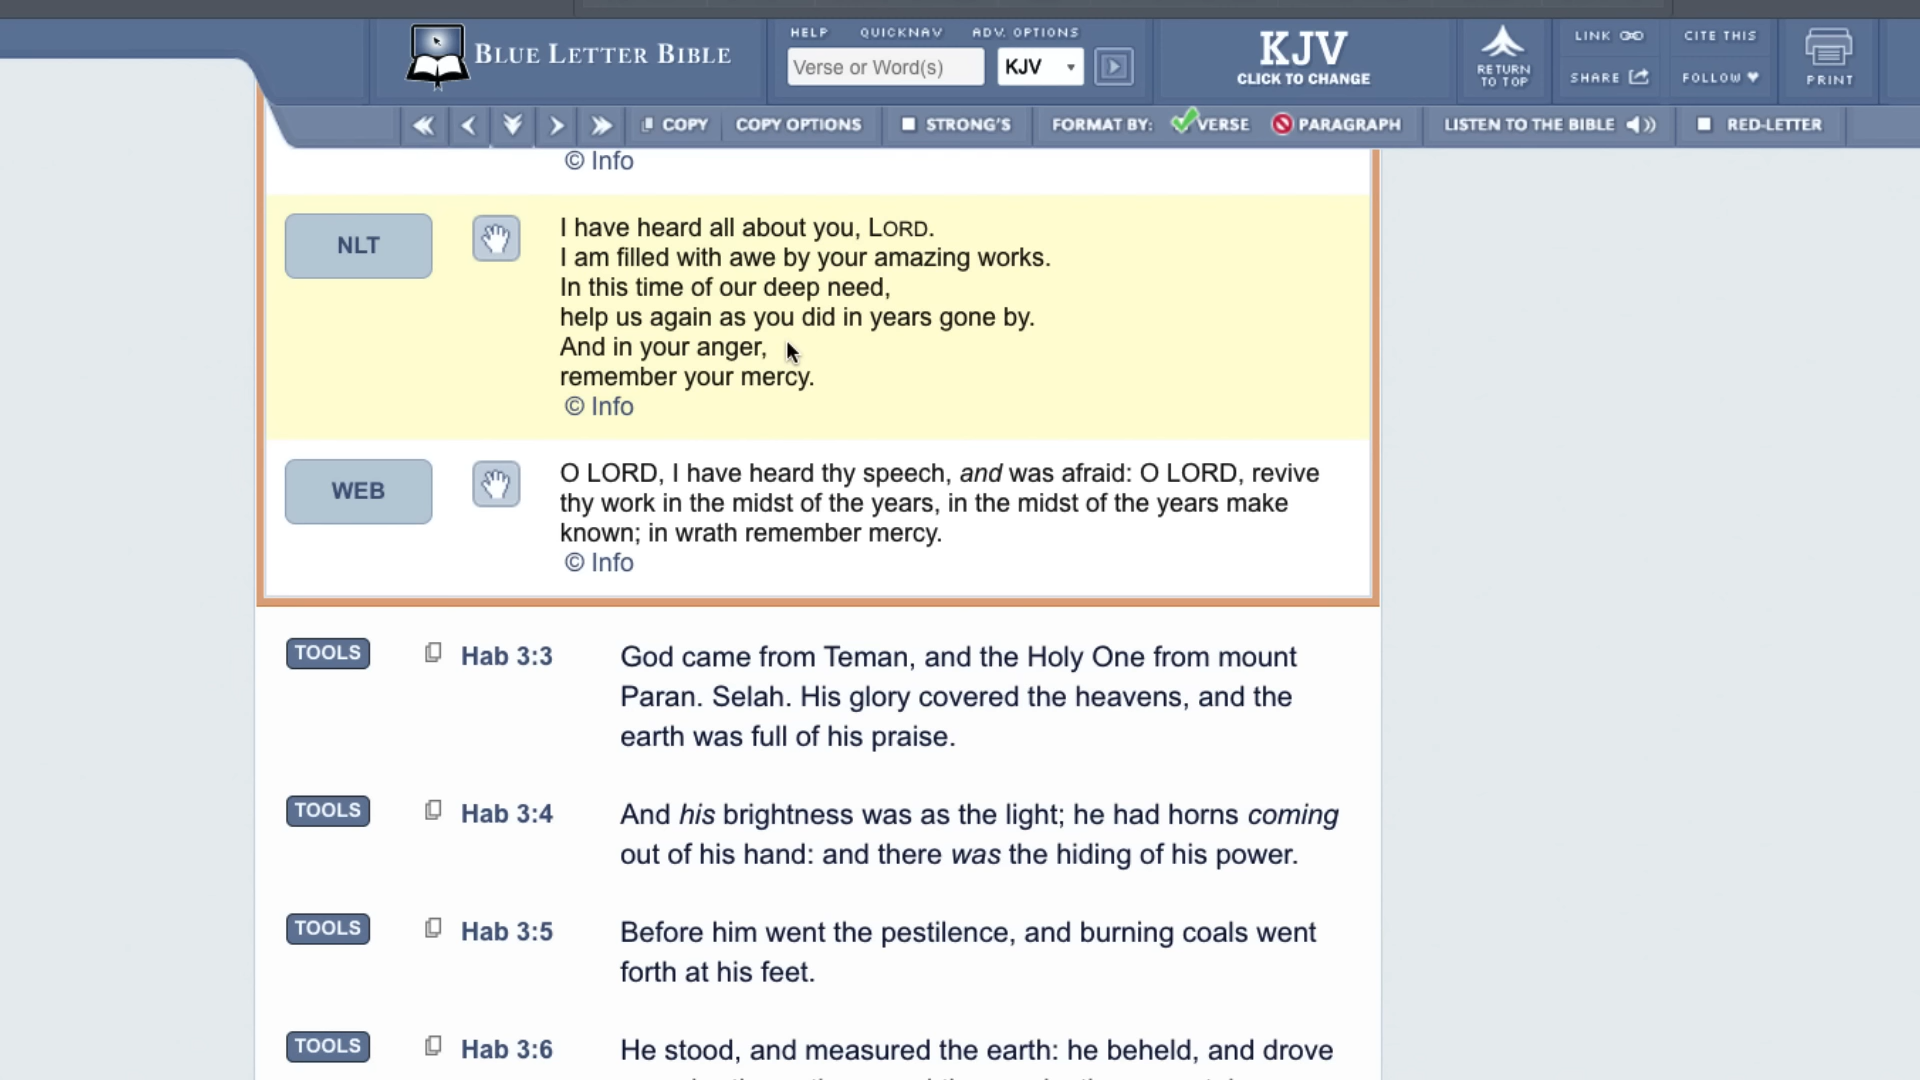 HELP QUICKNAV ADV. OPTIONS
BLUE LETTER BIBLE
Verse or Word(s)
KJV
KJV
CLICK TO CHANGE
RETURN
TO TOP
LINK
SHARE
CITE THIS
FOLLOW
PRINT
COPY COPY OPTIONS STRONG'S FORMAT BY: VERSE PARAGRAPH LISTEN TO THE BIBLE RED-LETTER
© Info
NLT
I have heard all about you, LORD.
I am filled with awe by your amazing works.
In this time of our deep need,
help us again as you did in years gone by.
And in your anger,
remember your mercy.
© Info
WEB
O LORD, I have heard thy speech, and was afraid: O LORD, revive
thy work in the midst of the years, in the midst of the years make
known; in wrath remember mercy.
© Info
TOOLS Hab 3:3 God came from Teman, and the Holy One from mount
Paran. Selah. His glory covered the heavens, and the
earth was full of his praise.
TOOLS Hab 3:4 And his brightness was as the light; he had horns coming
out of his hand: and there was the hiding of his power.
TOOLS Hab 3:5 Before him went the pestilence, and burning coals went
forth at his feet.
TOOLS Hab 3:6 He stood, and measured the earth: he beheld, and drove